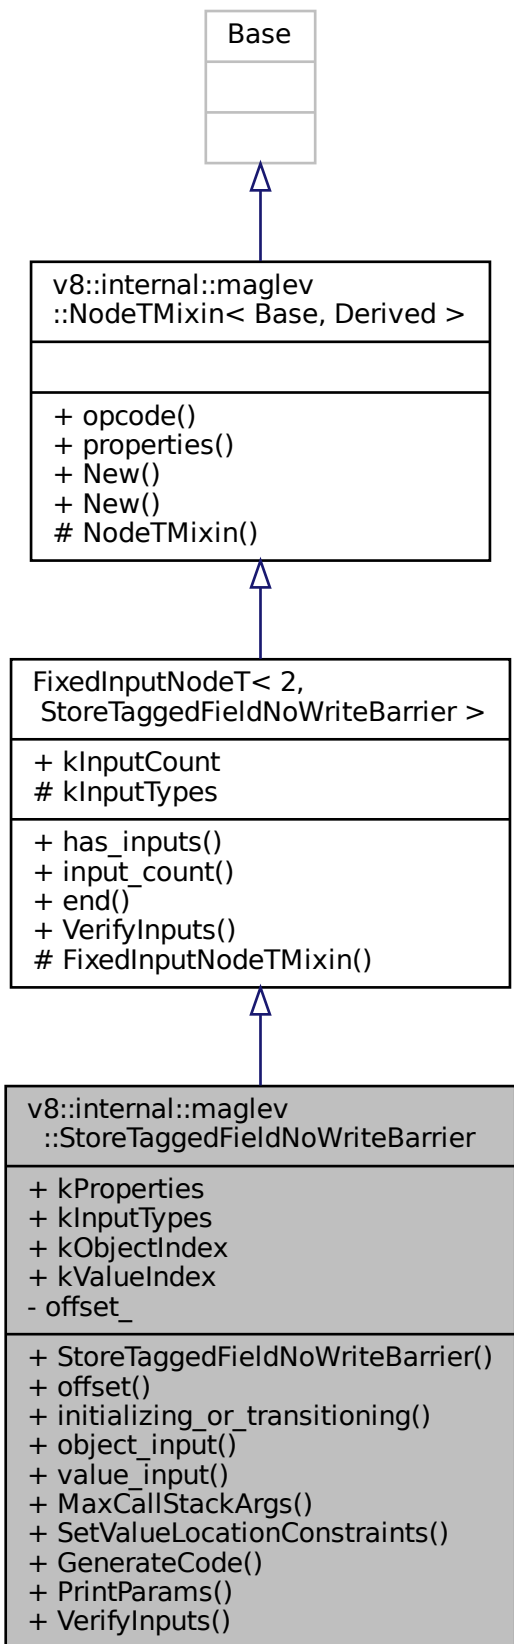 Base
v8::internal::maglev
::NodeTMixin< Base, Derived >
+ opcode()
+ properties()
+ New()
+ New()
# NodeTMixin()
FixedInputNodeT< 2,
StoreTaggedFieldNoWriteBarrier >
+ kInputCount
# kInputTypes
+ has_inputs()
+ input_count()
+ end()
+ VerifyInputs()
# FixedInputNodeTMixin()
v8::internal::maglev
::StoreTaggedFieldNoWriteBarrier
+ kProperties
+ kInputTypes
+ kObjectIndex
+ kValueIndex
- offset_
+ StoreTaggedFieldNoWriteBarrier()
+ offset()
+ initializing_or_transitioning()
+ object_input()
+ value_input()
+ MaxCallStackArgs()
+ SetValueLocationConstraints()
+ GenerateCode()
+ PrintParams()
+ VerifyInputs()